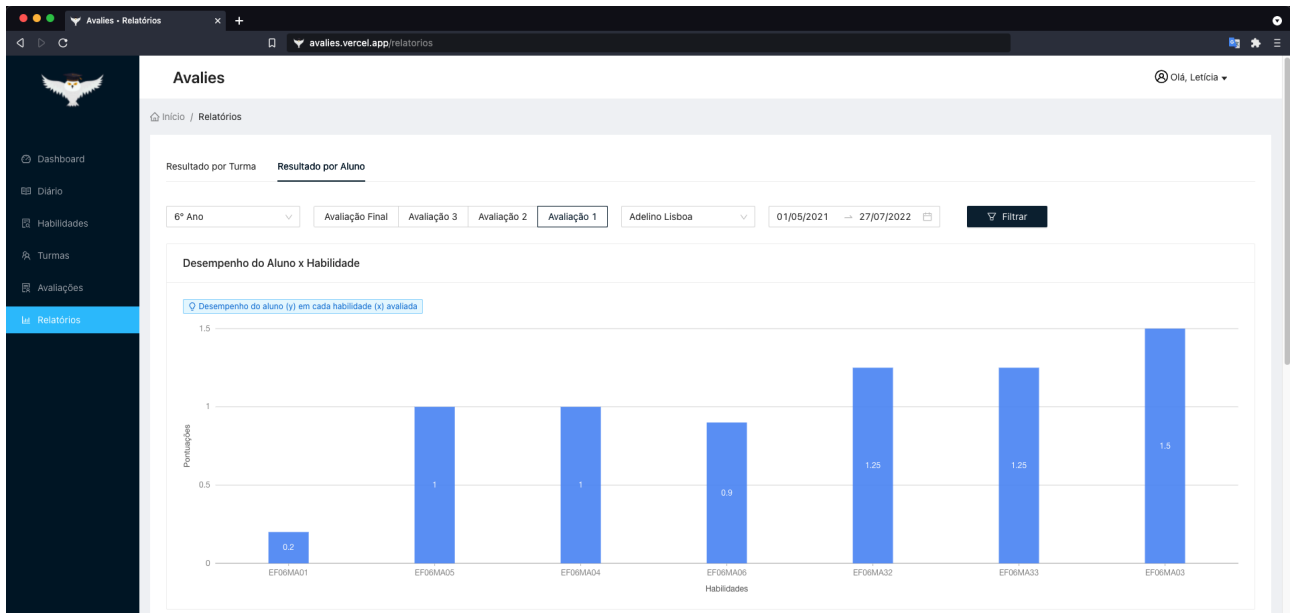 Avalies • Relatórios
avalies.vercel.app/relatorios
Avalies
Olá, Letícia
Início / Relatórios
Dashboard
Diário
Habilidades
Turmas
Avaliações
Relatórios
Resultado por Turma Resultado por Aluno
6° Ano Avaliação Final Avaliação 3 Avaliação 2 Avaliação 1 Adelino Lisboa 01/05/2021 → 27/07/2022 Filtrar
Desempenho do Aluno x Habilidade
Desempenho do aluno (y) em cada habilidade (x) avaliada
1.5
1
0.5
0
Pontuações
0.2 1 1 0.9 1.25 1.25 1.5
EF06MA01 EF06MA05 EF06MA04 EF06MA06 EF06MA32 EF06MA33 EF06MA03
Habilidades